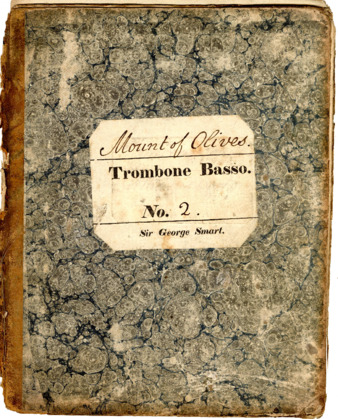 Mount of Olives.
Trombone Basso.
No. 2.
Sir George Smart.